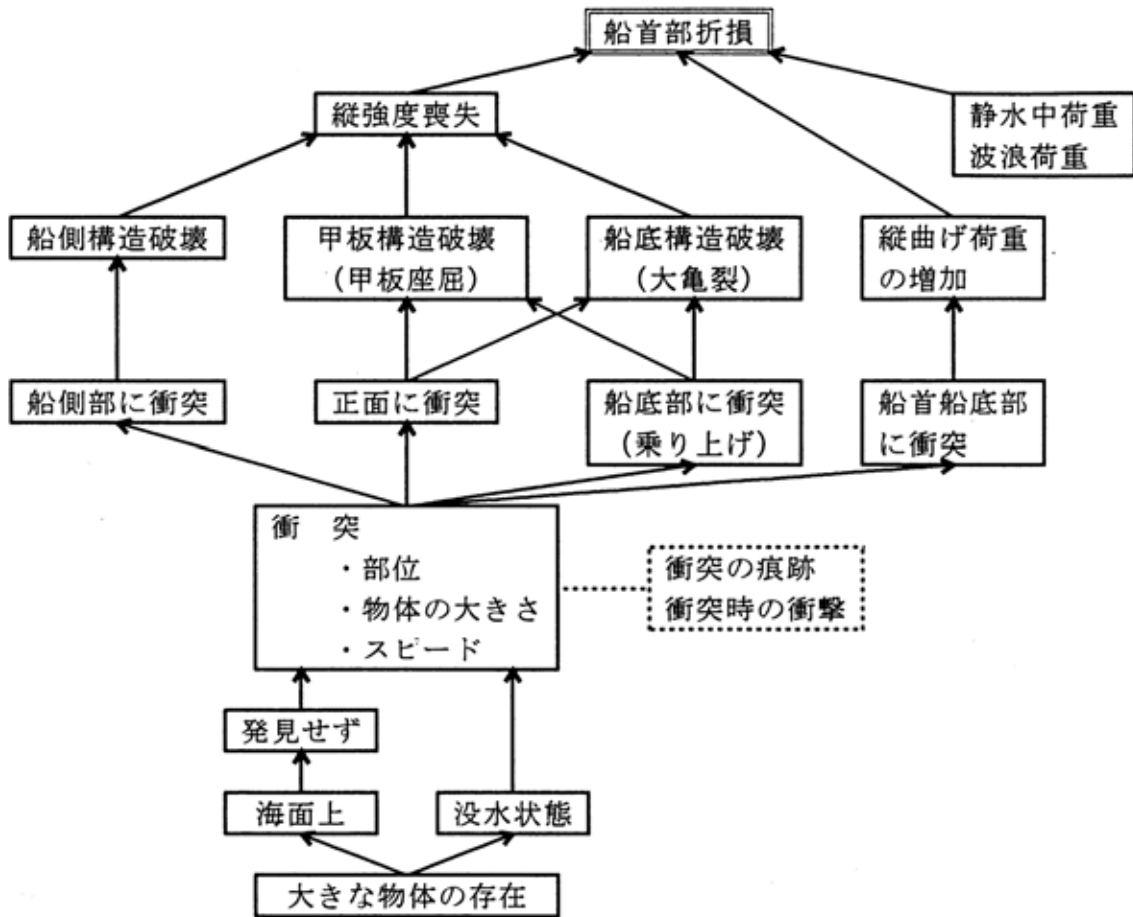 船首部折損
縦強度喪失
静水中荷重
波浪荷重
船側構造破壊
甲板構造破壊
(甲板座屈)
船底構造破壊
(大亀裂)
縦曲げ荷重
の増加
船側部に衝突
正面に衝突
船底部に衝突
(乗り上げ)
船首船底部
に衝突
衝 突
・部位
・物体の大きさ
・スピード
衝突の痕跡
衝突時の衝撃
発見せず
海面上
没水状態
大きな物体の存在